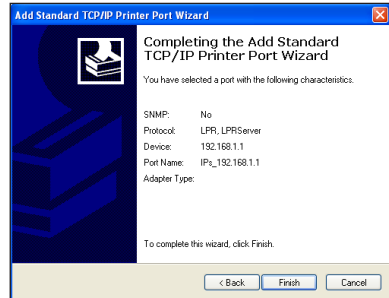 Add Standard TCP/IP Printer Port Wizard
Completing the Add Standard
TCP/IP Printer Port Wizard
You have selected a port with the following characteristics.
SNMP: No
Protocol: LPR, LPRServer
Device: 192.168.1.1
Port Name: IPs_192.168.1.1
Adapter Type:
To complete this wizard, click Finish.
< Back Finish Cancel